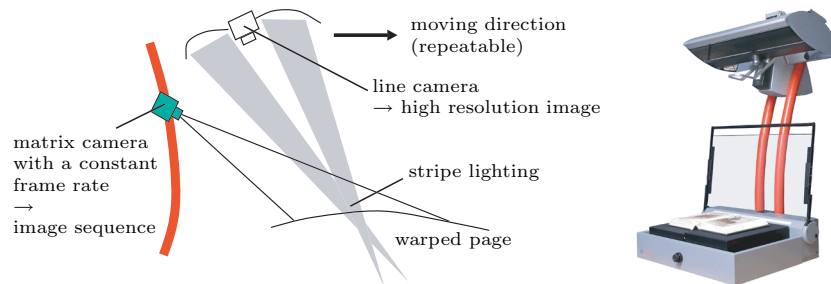 moving direction
(repeatable)
line camera
→ high resolution image
matrix camera
with a constant
frame rate
→
image sequence
stripe lighting
warped page